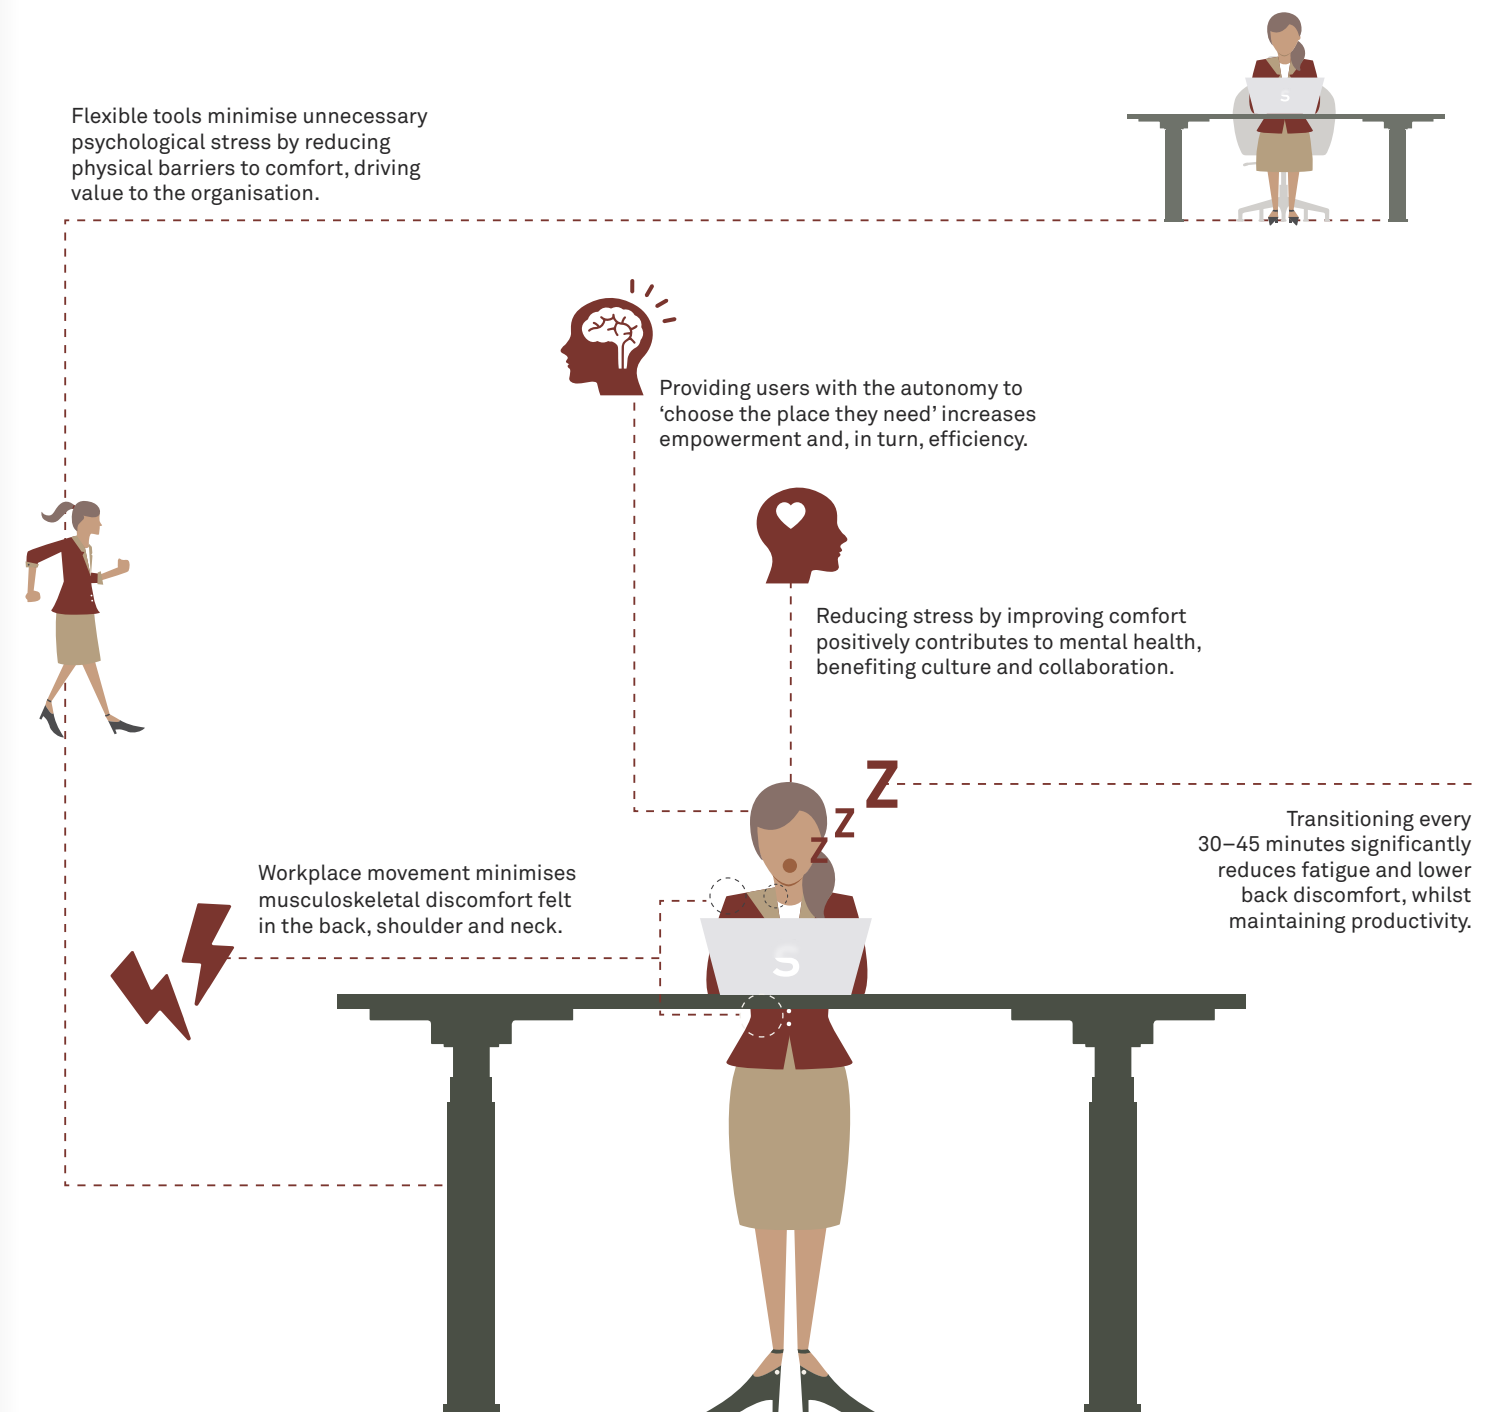 Flexible tools minimise unnecessary
psychological stress by reducing
physical barriers to comfort, driving
value to the organisation.
S
Providing users with the autonomy to
‘choose the place they need’ increases
empowerment and, in turn, efficiency.
Reducing stress by improving comfort
positively contributes to mental health,
benefiting culture and collaboration.
Z
Z
Z
Transitioning every
30–45 minutes significantly
reduces fatigue and lower
back discomfort, whilst
maintaining productivity.
Workplace movement minimises
musculoskeletal discomfort felt
in the back, shoulder and neck.
S